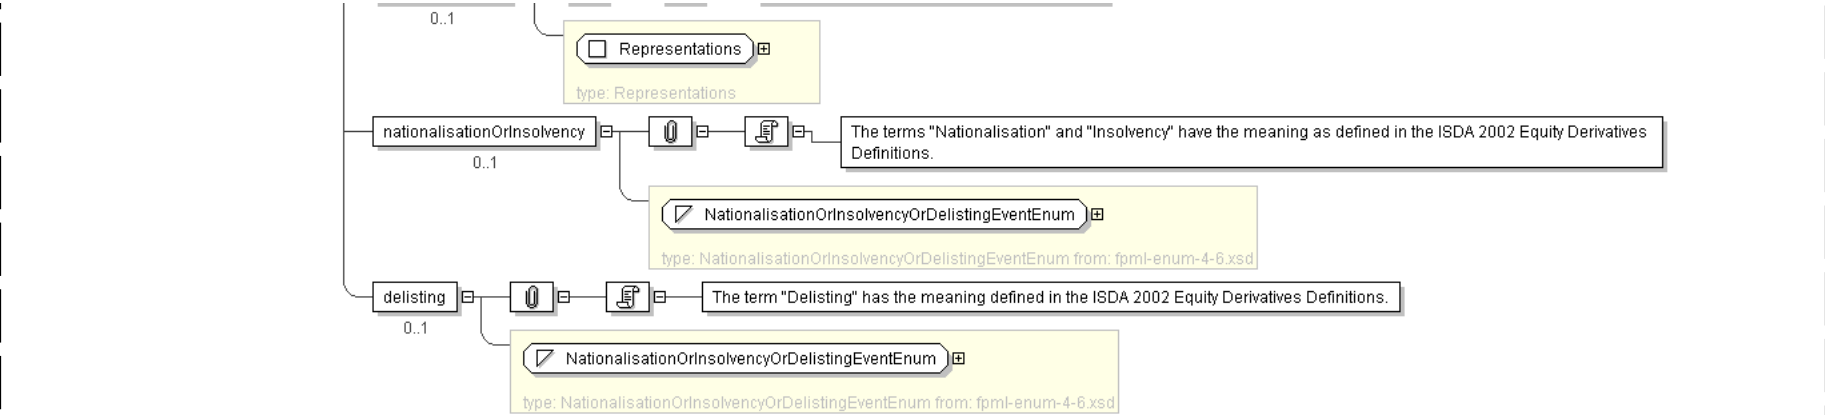 0..1
Representations
type: Representations
nationalisationOrInsolvency
0..1
The terms "Nationalisation" and "Insolvency" have the meaning as defined in the ISDA 2002 Equity Derivatives
Definitions.
NationalisationOrInsolvencyOrDelistingEventEnum
type: NationalisationOrInsolvencyOrDelistingEventEnum from: fpml-enum-4-6.xsd
delisting
0..1
The term "Delisting" has the meaning defined in the ISDA 2002 Equity Derivatives Definitions.
NationalisationOrInsolvencyOrDelistingEventEnum
type: NationalisationOrInsolvencyOrDelistingEventEnum from: fpml-enum-4-6.xsd